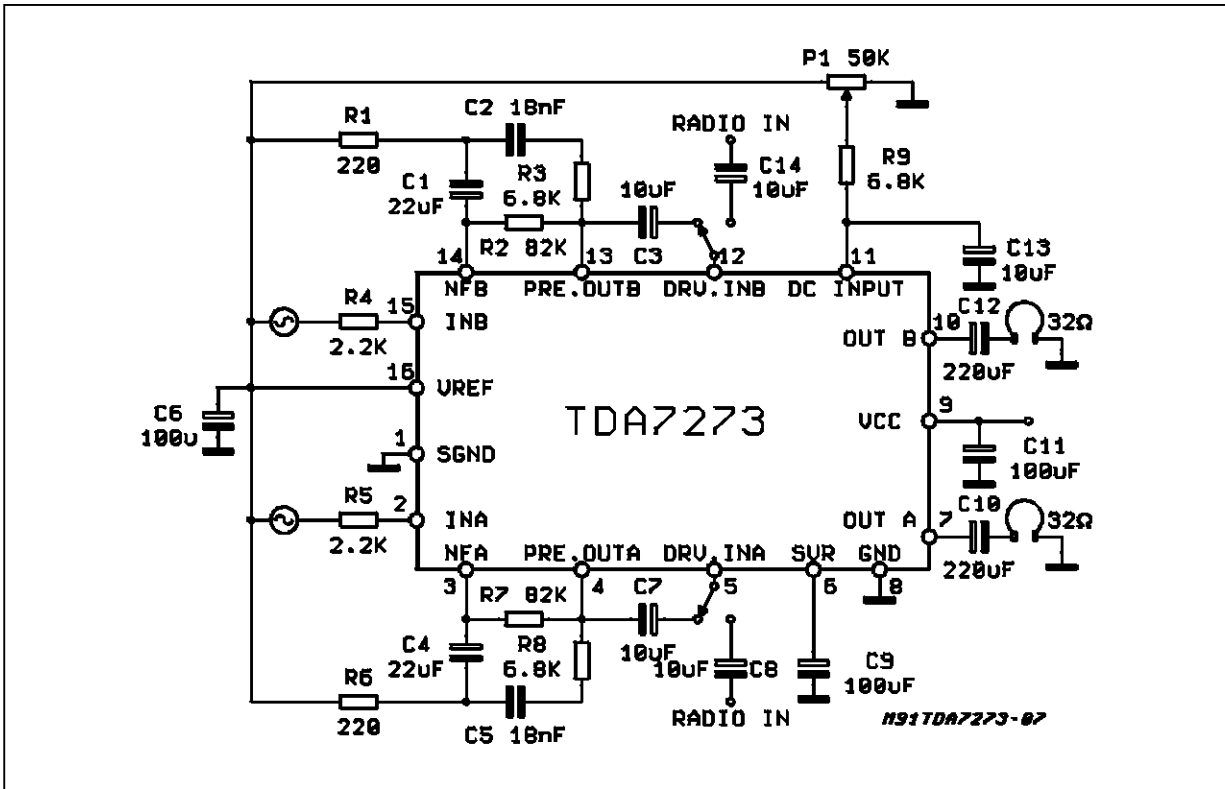 P1 50K
R1
220
C2 18nF
RADIO IN
C1
22uF
R3
6.8K
10uF
C14
10uF
R9
6.8K
R2 82K
C3
14
13
12
11
C13
10uF
NFB
PRE.OUTB
DRV.INB
DC INPUT
R4
2.2K
15
INB
OUT B
10
C12
220uF
32Ω
16
VREF
C6
100u
TDA7273
VCC
9
C11
100uF
1
SGND
R5
2.2K
2
INA
OUT A
7
C10
220uF
32Ω
NFA
PRE.OUTA
DRV.INA
SVR
GND
3
4
5
6
8
R7 82K
C7
C4
22uF
R8
6.8K
10uF
10uF
C8
C9
100uF
R6
220
C5 18nF
RADIO IN
M91TDA7273-07